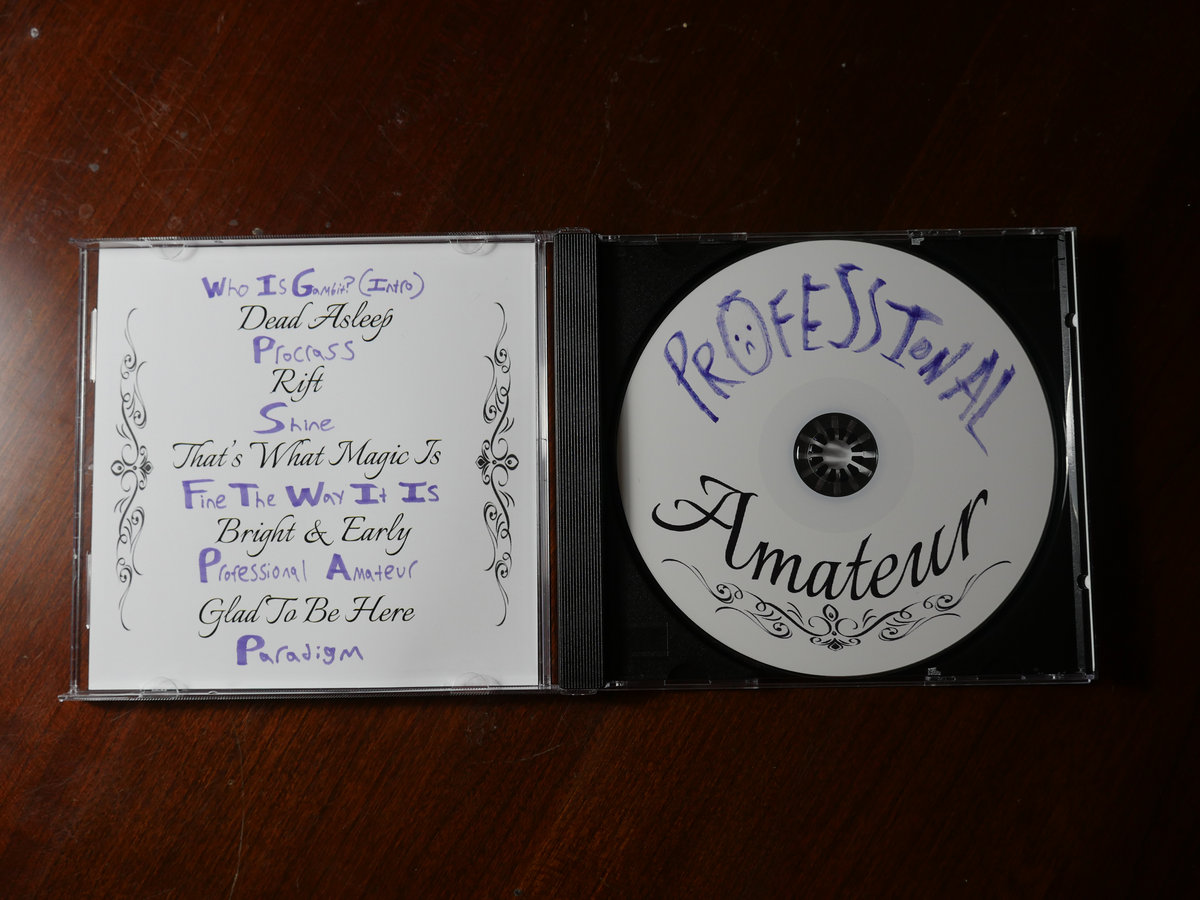 Who Is Gambit? (Intro)
Dead Asleep
Procrass
Rift
Shine
That's What Magic Is
Fine The Way It Is
Bright & Early
Professional Amateur
Glad To Be Here
Paradigm
PROFESSIONAL
Amateur